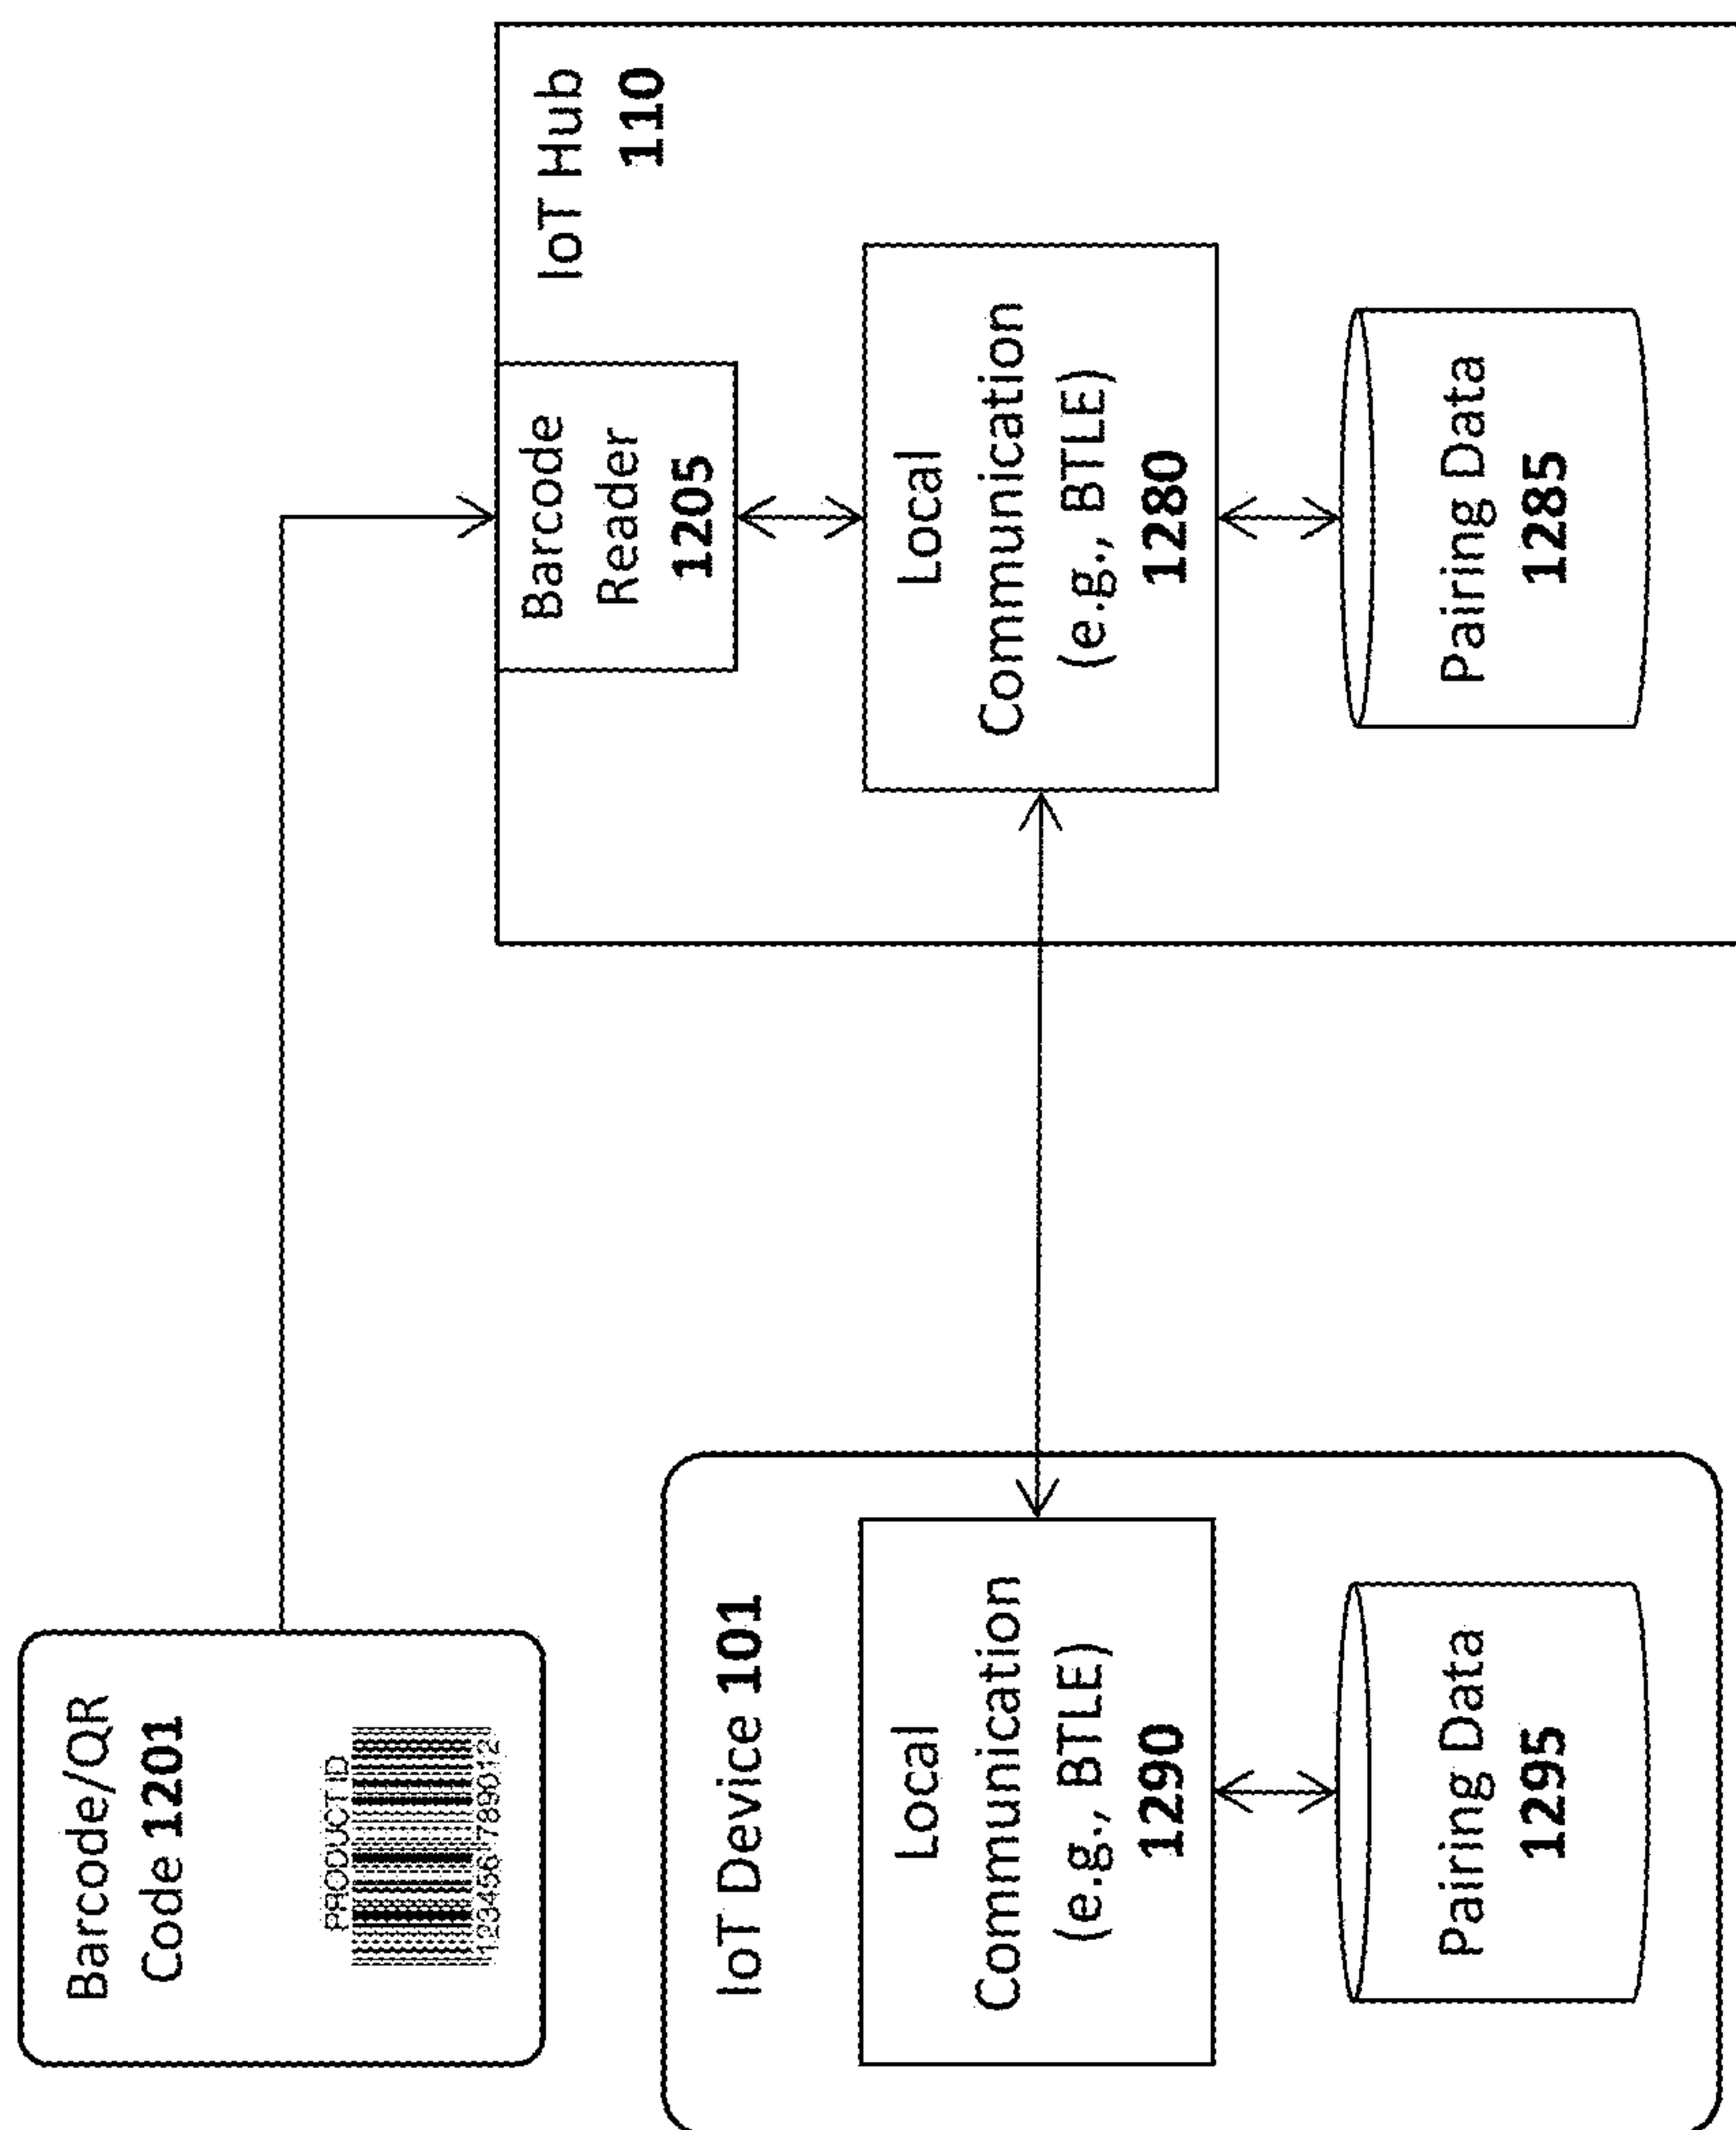 Barcode/QR
Code 1201
PRODUCT ID
123456 789012
IoT Device 101
Local
Communication
(e.g., BTLE)
1290
Pairing Data
1295
IoT Hub
110
Barcode
Reader
1205
Local
Communication
(e.g., BTLE)
1280
Pairing Data
1285